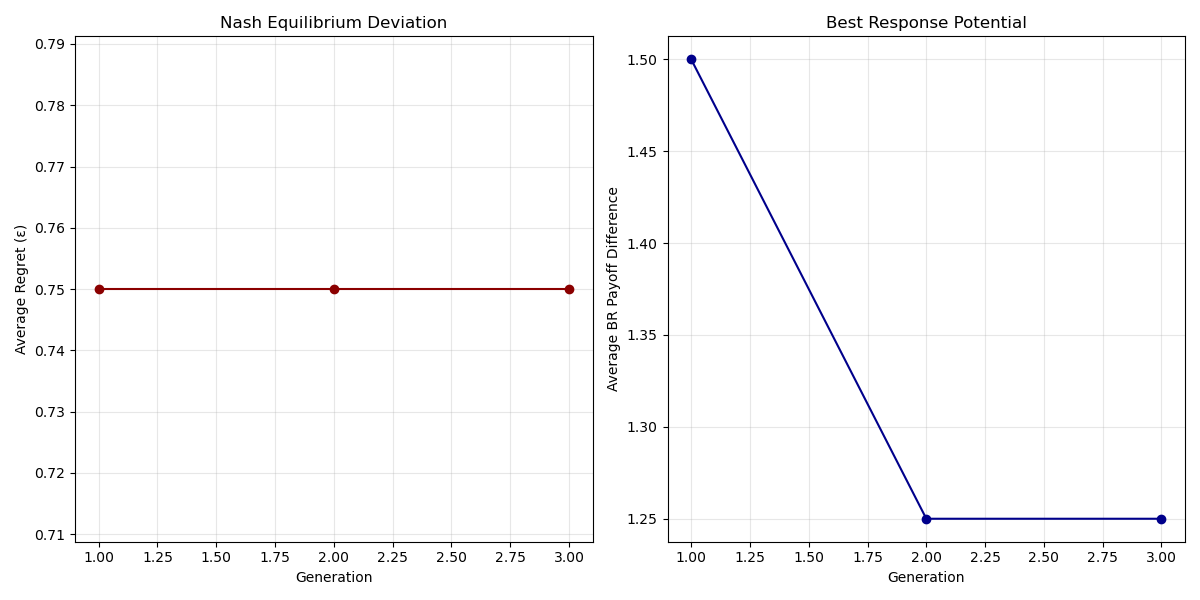 Nash Equilibrium Deviation
Average Regret (ε)
0.79
0.78
0.77
0.76
0.75
0.74
0.73
0.72
0.71
1.00 1.25 1.50 1.75 2.00 2.25 2.50 2.75 3.00
Generation
Best Response Potential
Average BR Payoff Difference
1.50
1.45
1.40
1.35
1.30
1.25
1.00 1.25 1.50 1.75 2.00 2.25 2.50 2.75 3.00
Generation